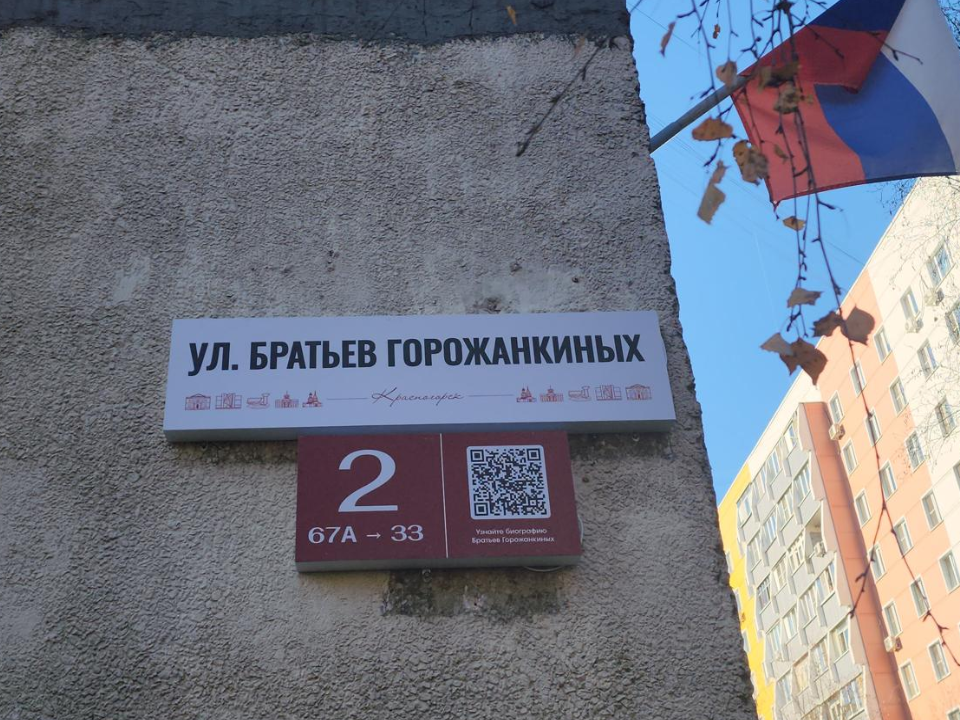 УЛ. БРАТЬЕВ ГОРОЖАНКИНЫХ
Красногорск
2
67А → 33
Узнайте биографию
Братьев Горожанкиных